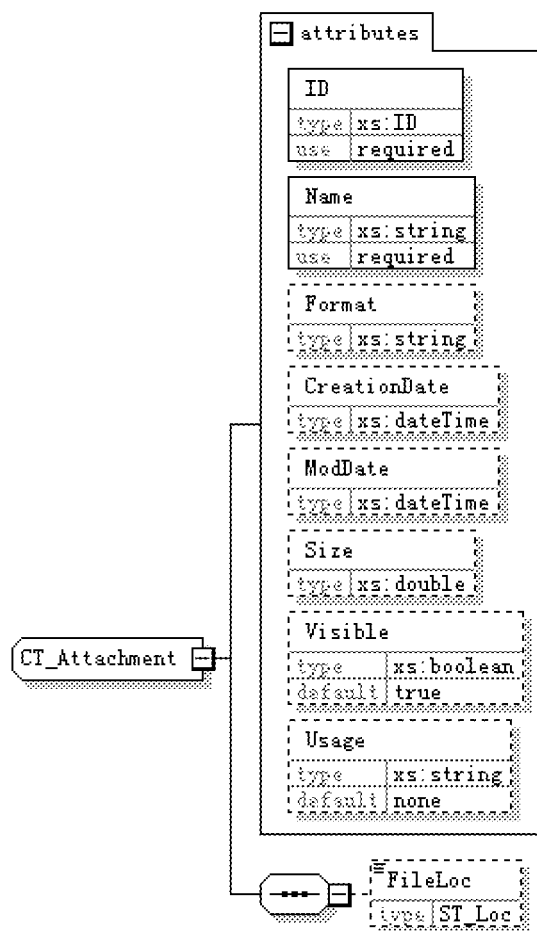 attributes
ID
type xs:ID
use required
Name
type xs:string
use required
Format
type xs:string
CreationDate
type xs:dateTime
ModDate
type xs:dateTime
Size
type xs:double
Visible
type xs:boolean
default true
Usage
type xs:string
default none
CT_Attachment
FileLoc
type ST_Loc